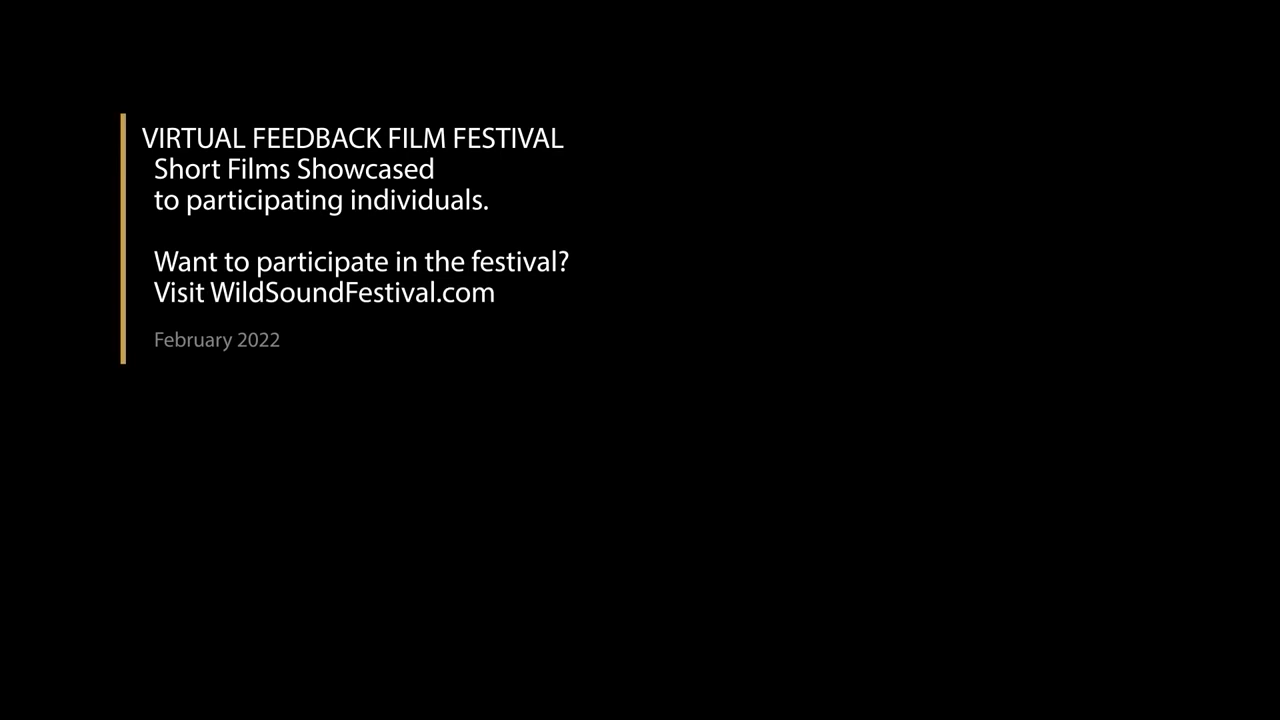 VIRTUAL FEEDBACK FILM FESTIVAL
Short Films Showcased
to participating individuals.
Want to participate in the festival?
Visit WildSoundFestival.com
February 2022